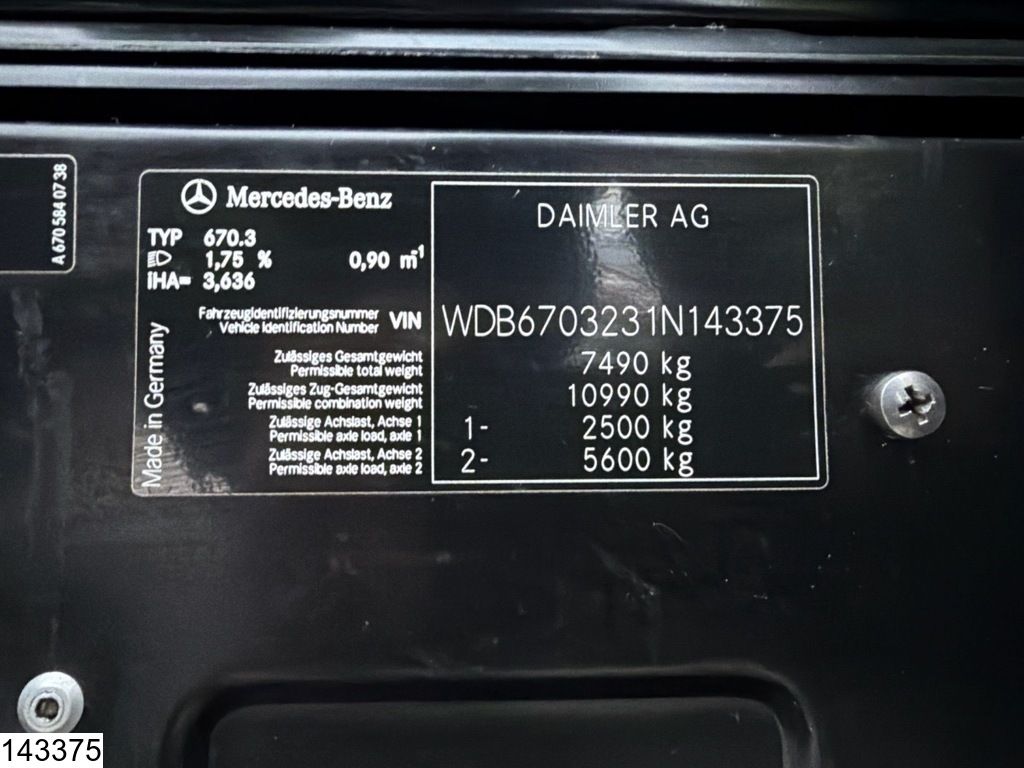 A 670 584 07 38
Mercedes-Benz
DAIMLER AG
TYP 670.3
1,75 % 0,90 m¹
iHA= 3,636
Fahrzeugidentifizierungsnummer
Vehicle Identification Number VIN WDB6703231N143375
Zulässiges Gesamtgewicht
Permissible total weight 7490 kg
Zulässiges Zug-Gesamtgewicht
Permissible combination weight 10990 kg
Zulässige Achslast, Achse 1
Permissible axle load, axle 1 1- 2500 kg
Zulässige Achslast, Achse 2
Permissible axle load, axle 2 2- 5600 kg
Made in Germany
143375